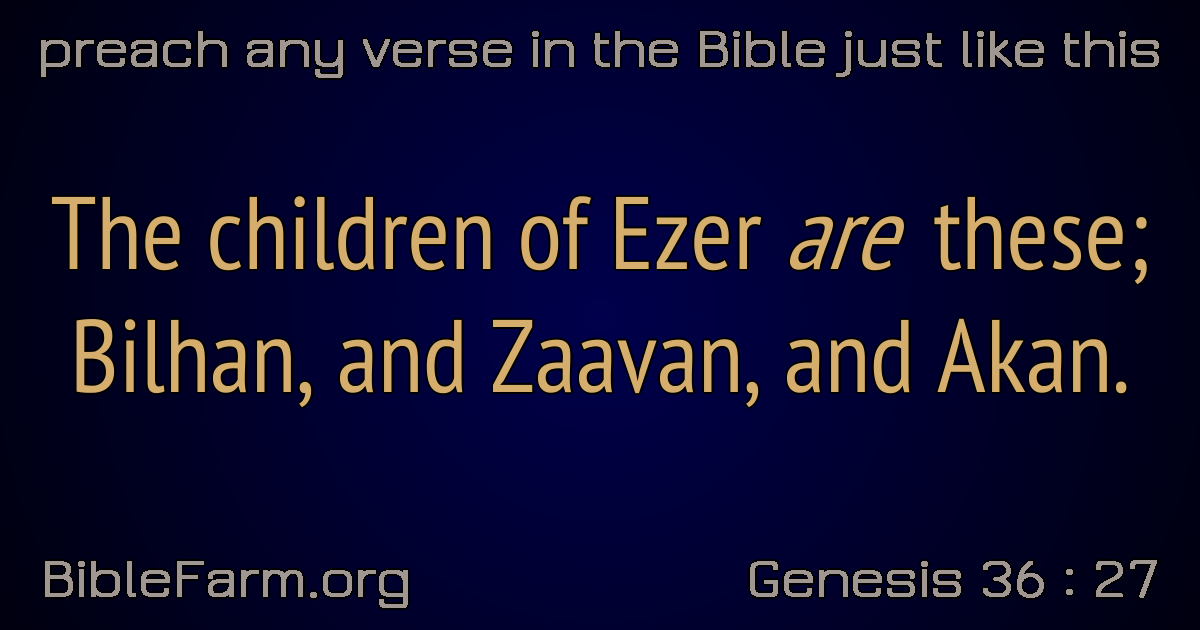 preach any verse in the Bible just like this
The children of Ezer are these;
Bilhan, and Zaavan, and Akan.
BibleFarm.org
Genesis 36 : 27